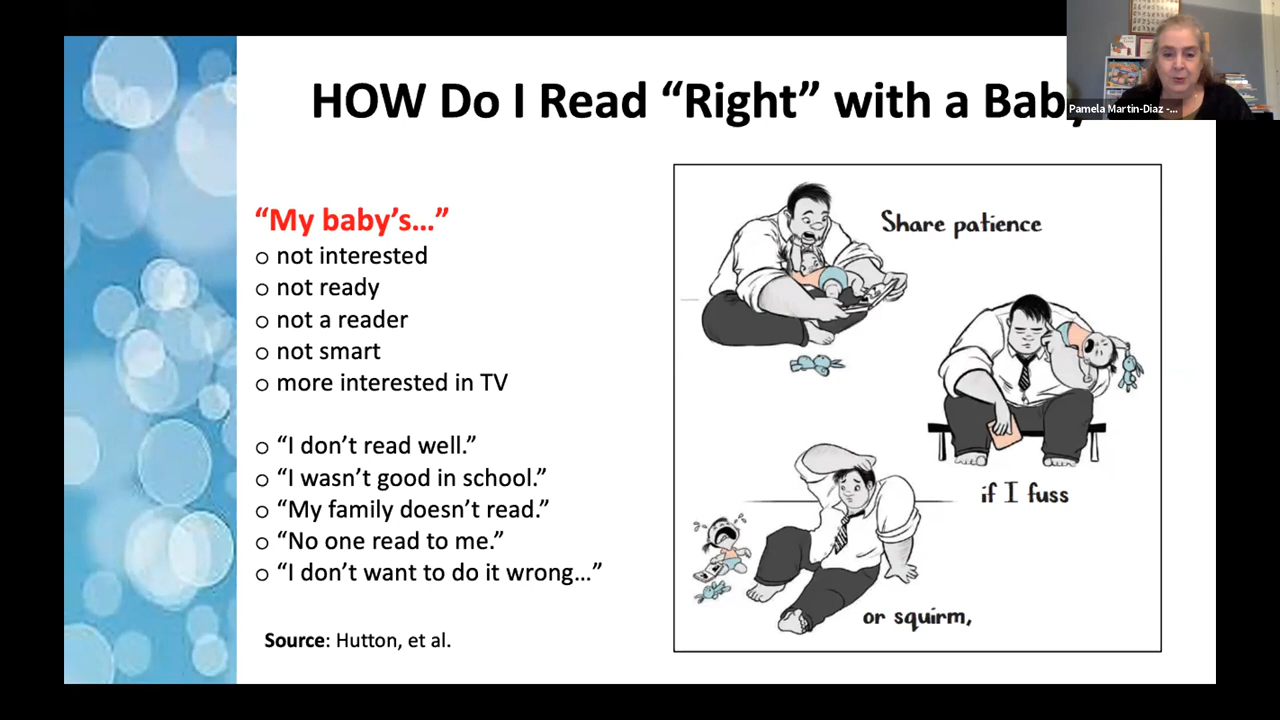 HOW Do I Read “Right” with a Baby
Pamela Martin-Diaz -...
“My baby’s...”
o not interested
o not ready
o not a reader
o not smart
o more interested in TV
o “I don’t read well.”
o “I wasn’t good in school.”
o “My family doesn’t read.”
o “No one read to me.”
o “I don’t want to do it wrong...”
Source: Hutton, et al.
Share patience
if I fuss
or squirm,